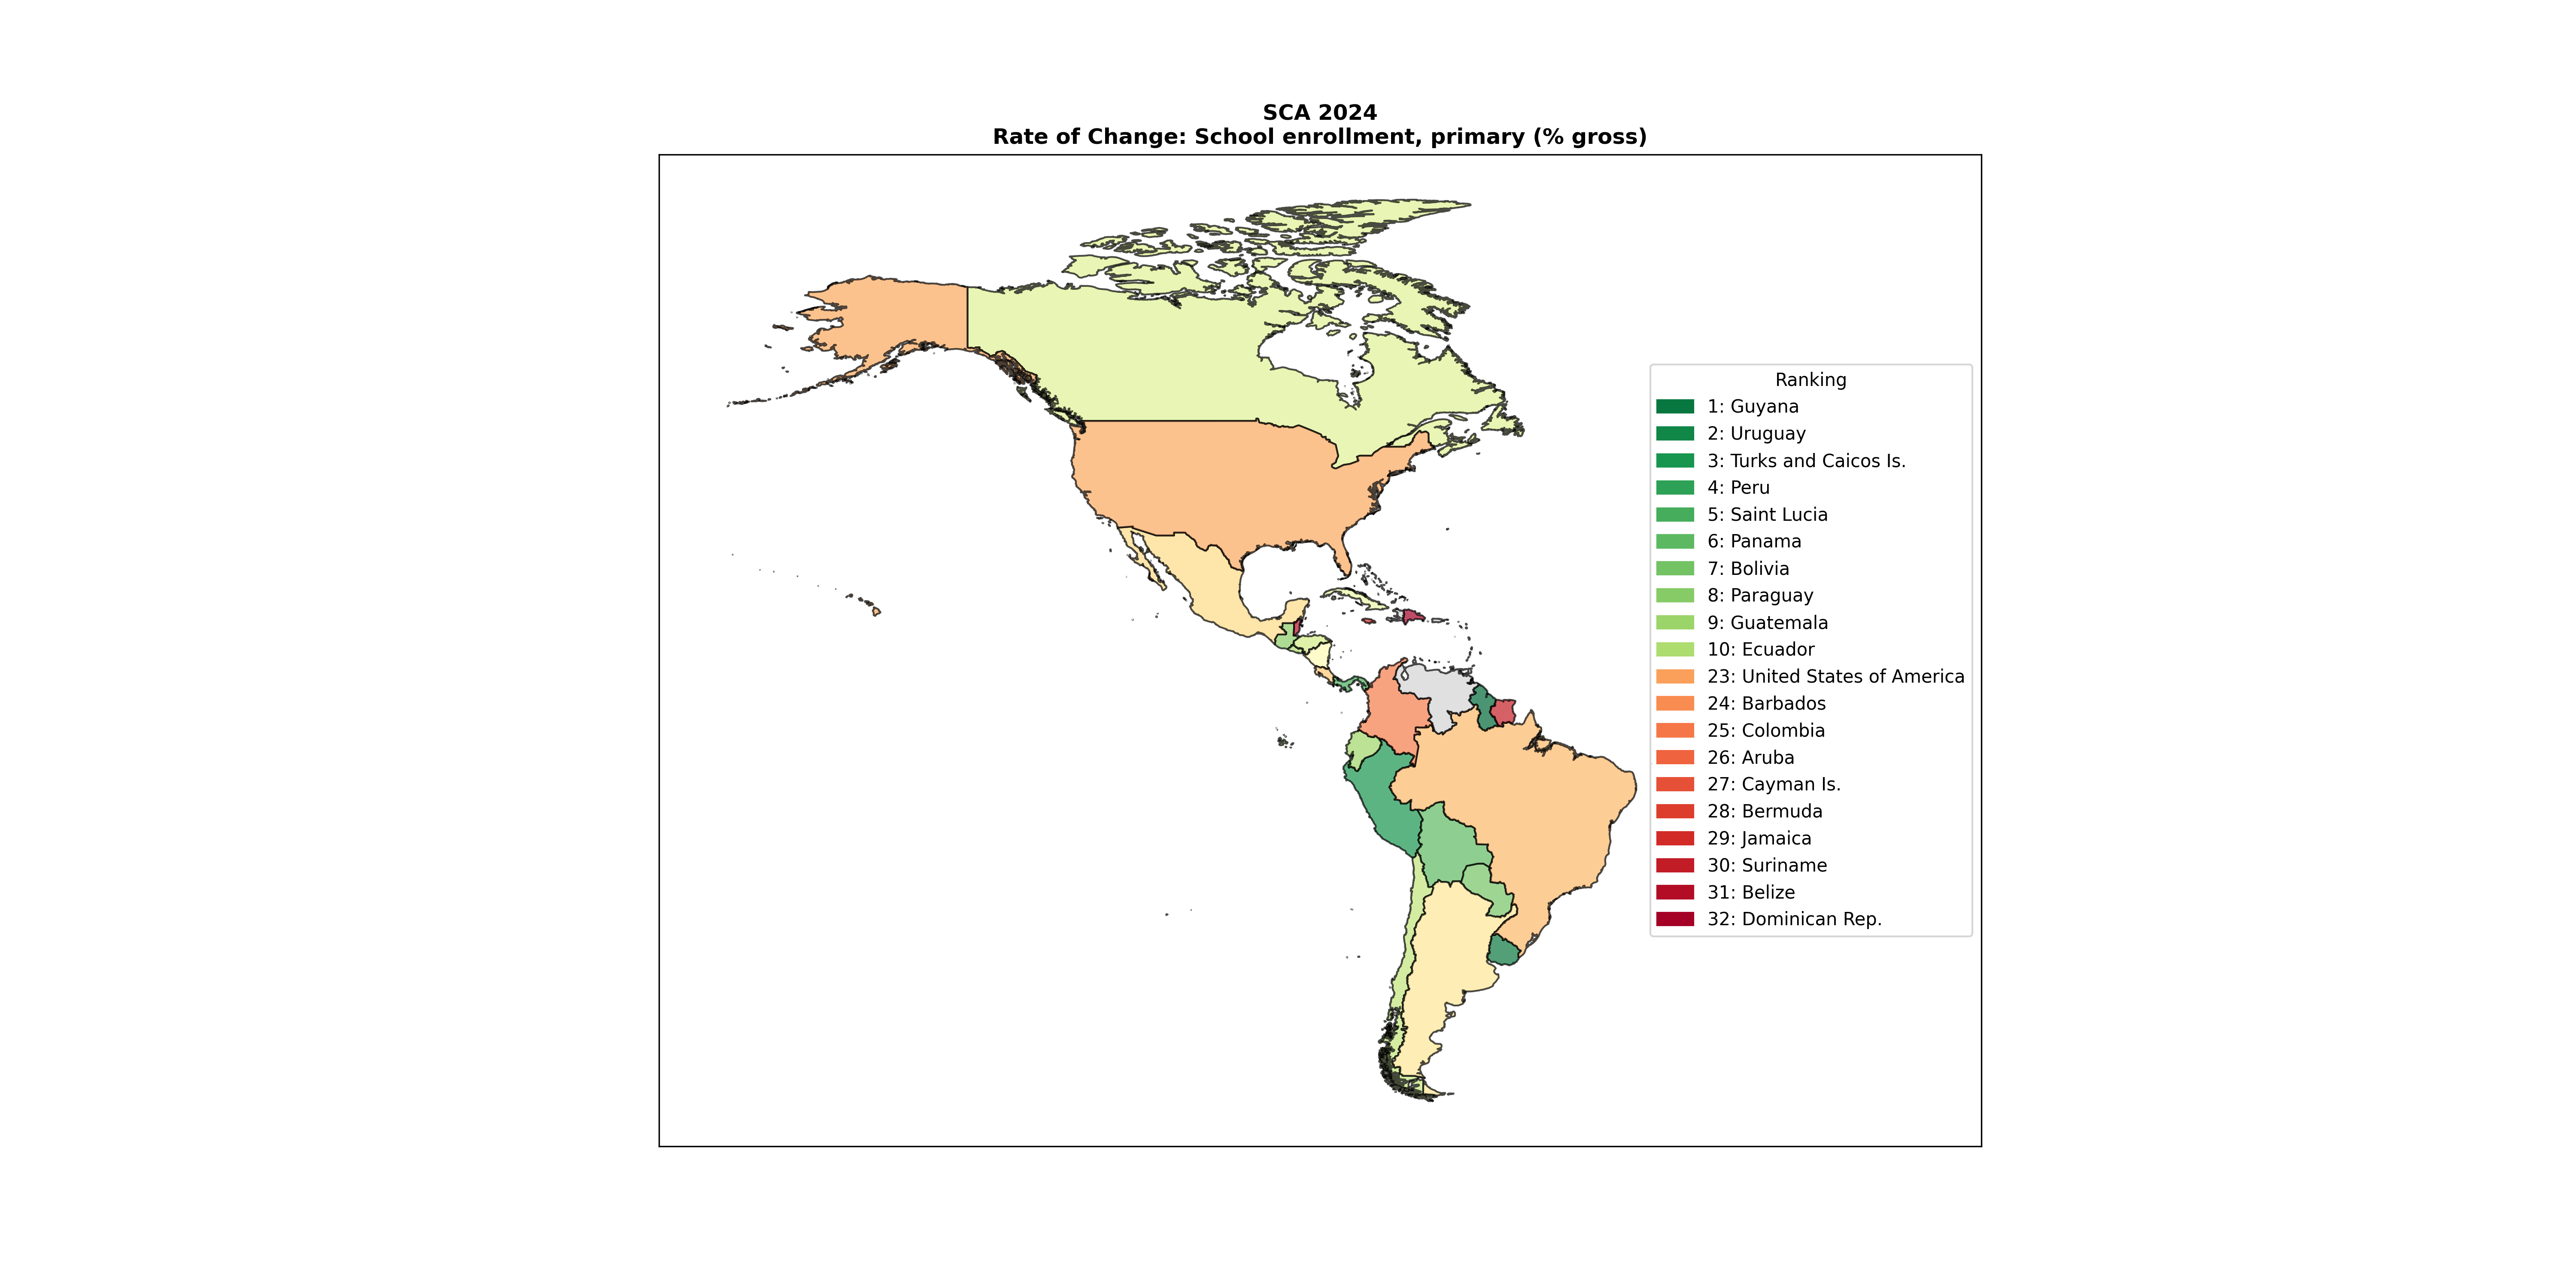 SCA 2024
Rate of Change: School enrollment, primary (% gross)
Ranking
1: Guyana
2: Uruguay
3: Turks and Caicos Is.
4: Peru
5: Saint Lucia
6: Panama
7: Bolivia
8: Paraguay
9: Guatemala
10: Ecuador
23: United States of America
24: Barbados
25: Colombia
26: Aruba
27: Cayman Is.
28: Bermuda
29: Jamaica
30: Suriname
31: Belize
32: Dominican Rep.